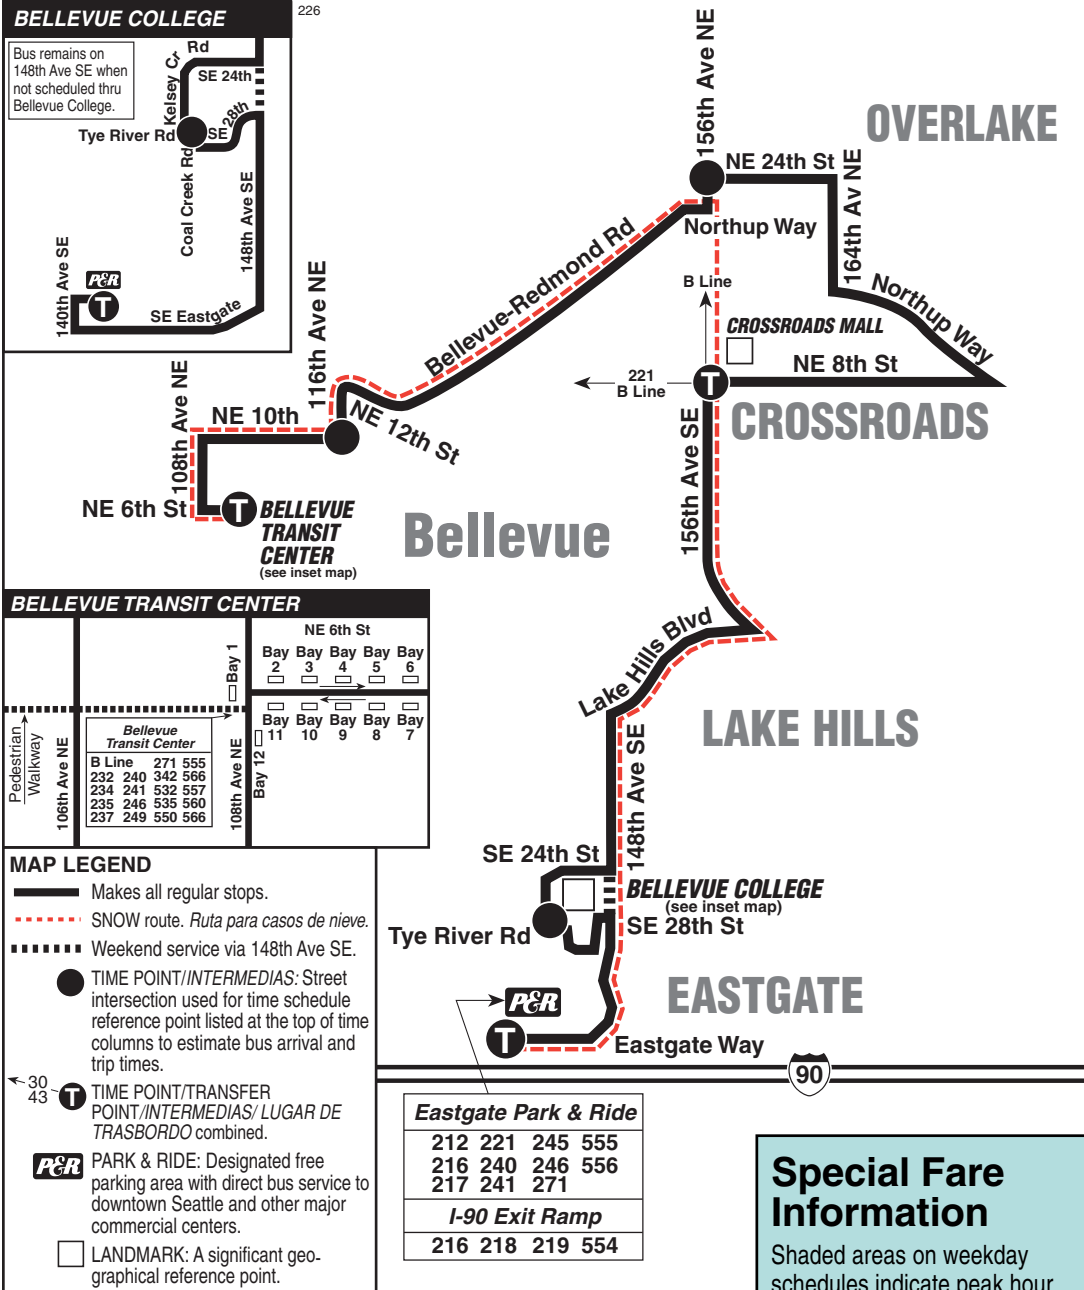 BELLEVUE COLLEGE
226
Bus remains on
148th Ave SE when
not scheduled thru
Bellevue College.
Kelsey Cr
Rd
SE 24th
SE 28th
Tye River Rd
Coal Creek Rd
148th Ave SE
140th Ave SE
P&R
T
SE Eastgate
156th Ave NE
OVERLAKE
NE 24th St
164th Av NE
Northup Way
Bellevue-Redmond Rd
B Line
Northup Way
CROSSROADS MALL
NE 8th St
221
B Line
T
CROSSROADS
116th Ave NE
108th Ave NE
NE 10th
NE 12th St
NE 6th St
T
BELLEVUE
TRANSIT
CENTER
(see inset map)
Bellevue
156th Ave SE
Lake Hills Blvd
LAKE HILLS
148th Ave SE
SE 24th St
BELLEVUE COLLEGE
(see inset map)
SE 28th St
Tye River Rd
EASTGATE
P&R
T
Eastgate Way
90
BELLEVUE TRANSIT CENTER
NE 6th St
Bay 1
Bay Bay Bay Bay Bay
2 3 4 5 6
Bay Bay Bay Bay Bay
11 10 9 8 7
Bay 12
Pedestrian
Walkway
106th Ave NE
108th Ave NE
Bellevue
Transit Center
B Line 271 555
232 240 342 566
234 241 532 557
235 246 535 560
237 249 550 566
MAP LEGEND
Makes all regular stops.
SNOW route. Ruta para casos de nieve.
Weekend service via 148th Ave SE.
TIME POINT/INTERMEDIAS: Street
intersection used for time schedule
reference point listed at the top of time
columns to estimate bus arrival and
trip times.
30
43
T
TIME POINT/TRANSFER
POINT/INTERMEDIAS/ LUGAR DE
TRASBORDO combined.
P&R
PARK & RIDE: Designated free
parking area with direct bus service to
downtown Seattle and other major
commercial centers.
LANDMARK: A significant geo-
graphical reference point.
Eastgate Park & Ride
212 221 245 555
216 240 246 556
217 241 271
I-90 Exit Ramp
216 218 219 554
Special Fare
Information
Shaded areas on weekday
schedules indicate peak hour